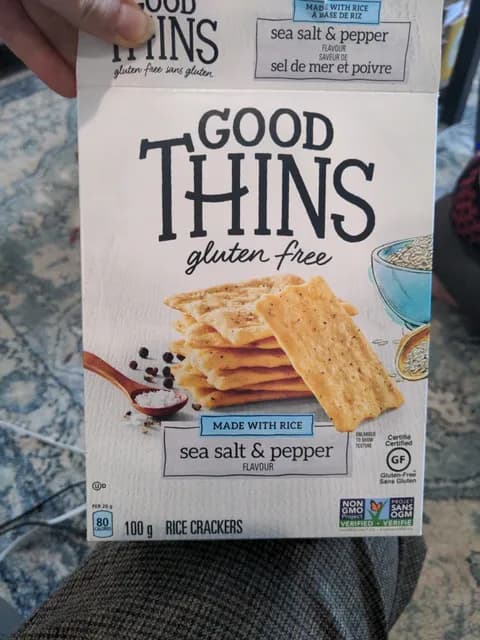 GOOD
THINS
gluten free sans gluten
MADE WITH RICE
À BASE DE RIZ
sea salt & pepper
FLAVOUR
SAVEUR DE
sel de mer et poivre
GOOD
THINS
gluten free
MADE WITH RICE
sea salt & pepper
FLAVOUR
ENLARGED
TO SHOW
TEXTURE
Certifié
Certified
GF
Gluten-Free
Sans Gluten
U D
PER 20 g
80
100 g RICE CRACKERS
NON
GMO
Project
VERIFIED
PROJET
SANS
OGM
VÉRIFIÉ